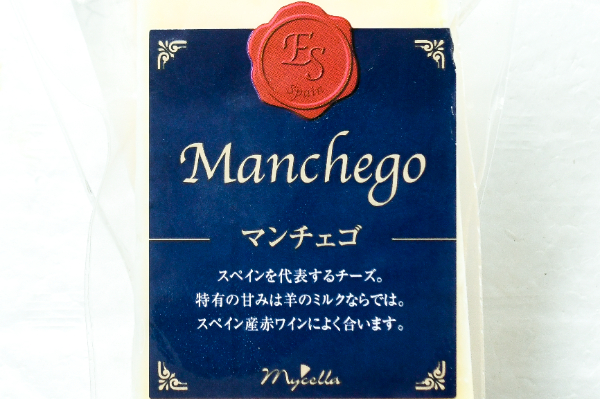 ES
Spain
Manchego
マンチェゴ
スペインを代表するチーズ。
特有の甘みは羊のミルクならでは。
スペイン産赤ワインによく合います。
Mycella